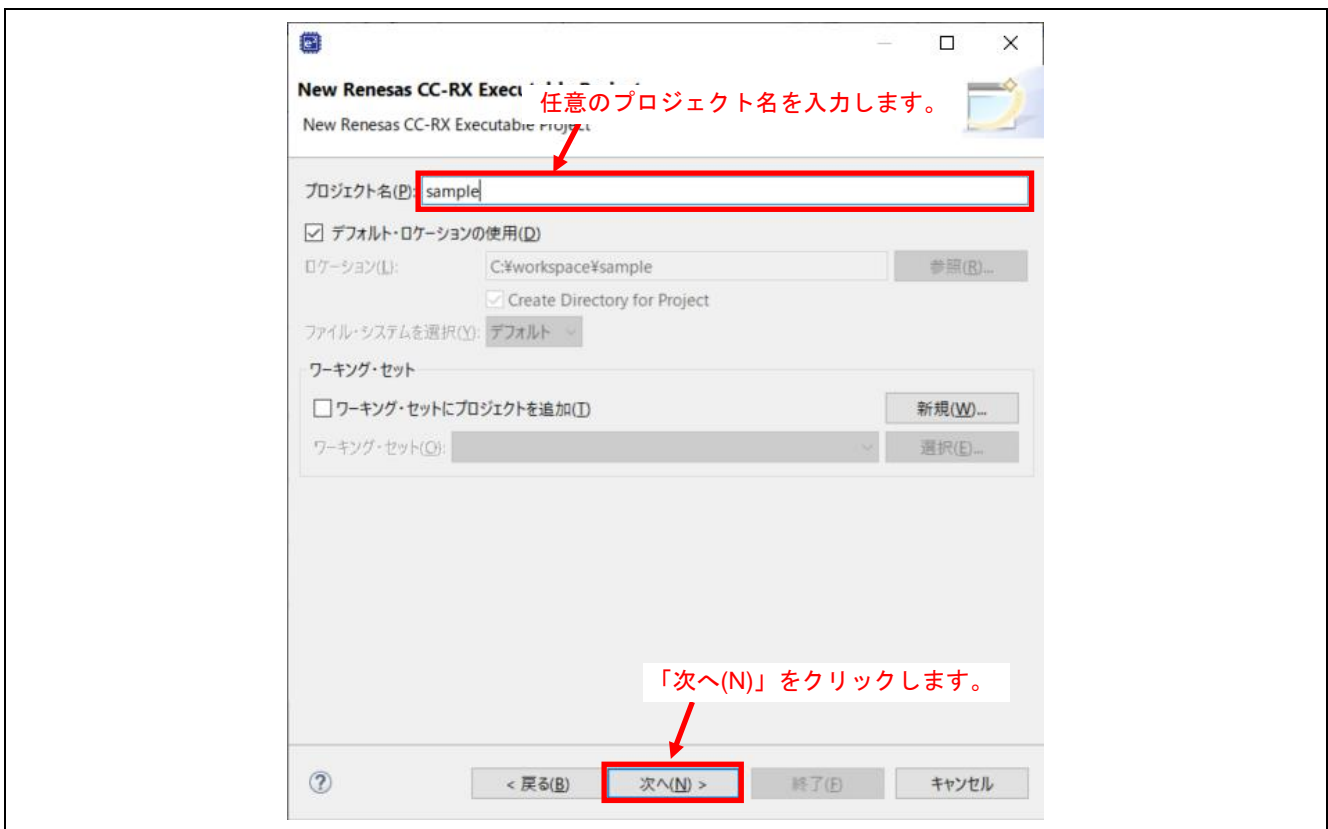 New Renesas CC-RX Execu
任意のプロジェクト名を入力します。
New Renesas CC-RX Executable Project
プロジェクト名(P): sample
デフォルト・ロケーションの使用(D)
ロケーション(L): C:¥workspace¥sample 参照(R)...
Create Directory for Project
ファイル・システムを選択(Y): デフォルト
ワーキング・セット
ワーキング・セットにプロジェクトを追加(T) 新規(W)...
ワーキング・セット(O): 選択(E)...
「次へ(N)」をクリックします。
? < 戻る(B) 次へ(N) > 終了(F) キャンセル